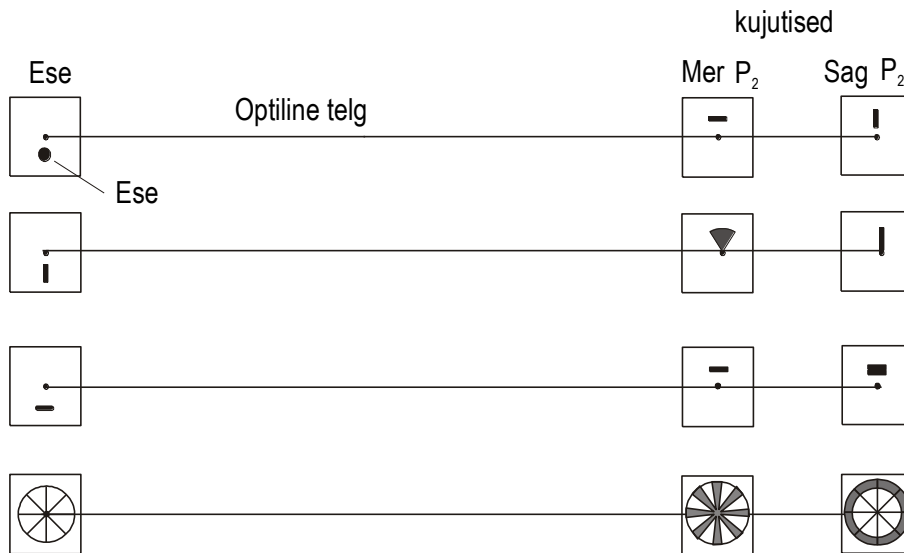 kujutised
Ese
Mer P₂
Sag P₂
Optiline telg
Ese